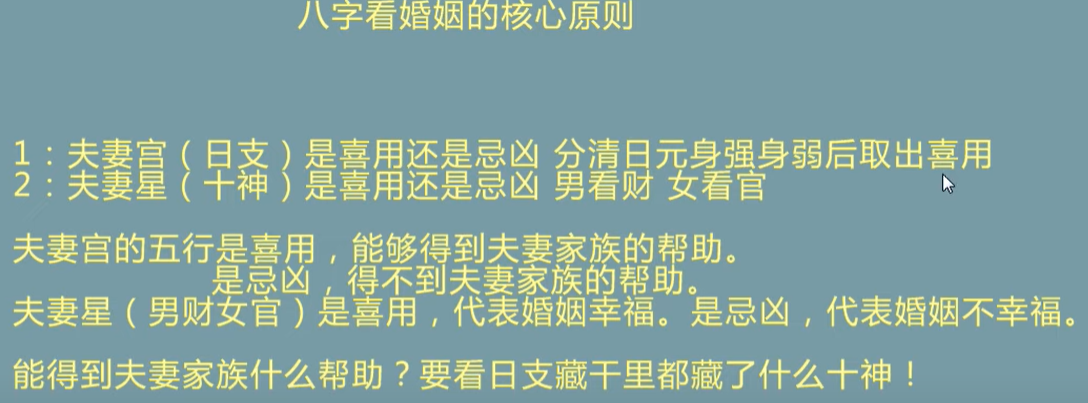 八字看婚姻的核心原则
1：夫妻宫（日支）是喜用还是忌凶 分清日元身强身弱后取出喜用
2：夫妻星（十神）是喜用还是忌凶 男看财 女看官
夫妻宫的五行是喜用，能够得到夫妻家族的帮助。
是忌凶，得不到夫妻家族的帮助。
夫妻星（男财女官）是喜用，代表婚姻幸福。是忌凶，代表婚姻不幸福。
能得到夫妻家族什么帮助？要看日支藏干里都藏了什么十神！